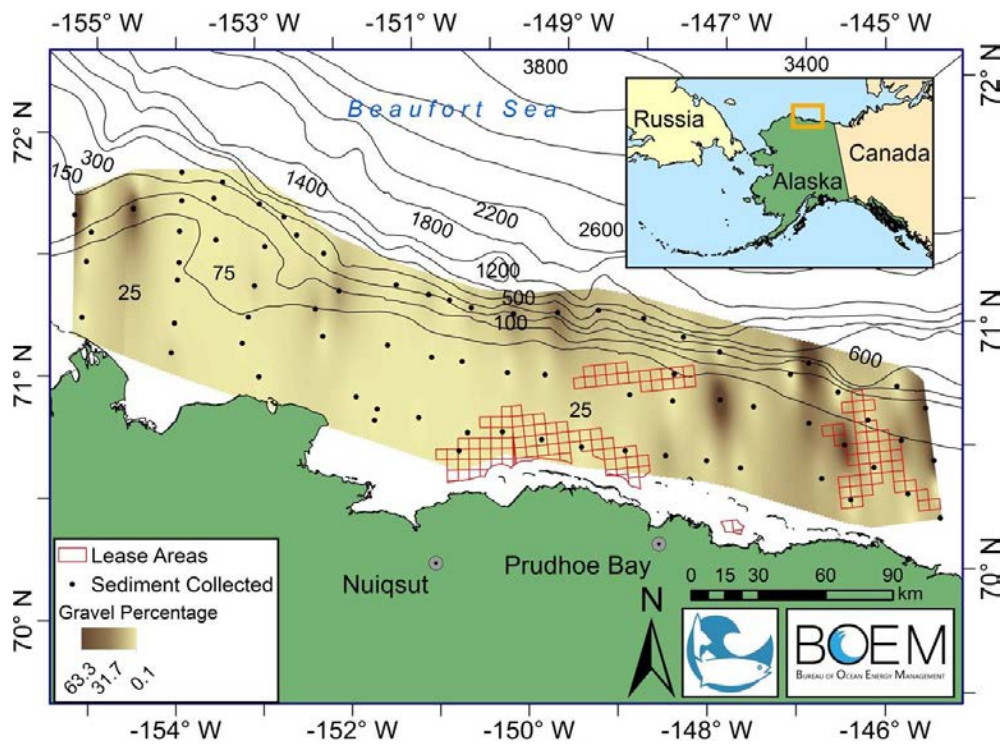 -155° W
-153° W
-151° W
-149° W
-147° W
-145° W
3800
3400
72° N
72° N
Beaufort Sea
Russia
Canada
Alaska
150
300
1400
1800
2200
2600
1200
500
100
75
25
25
600
71° N
71° N
Lease Areas
Sediment Collected
Gravel Percentage
63.3
31.7
0.1
Nuiqsut
Prudhoe Bay
0 15 30 60 90
km
N
BOEM
BUREAU OF OCEAN ENERGY MANAGEMENT
70° N
70° N
-154° W
-152° W
-150° W
-148° W
-146° W